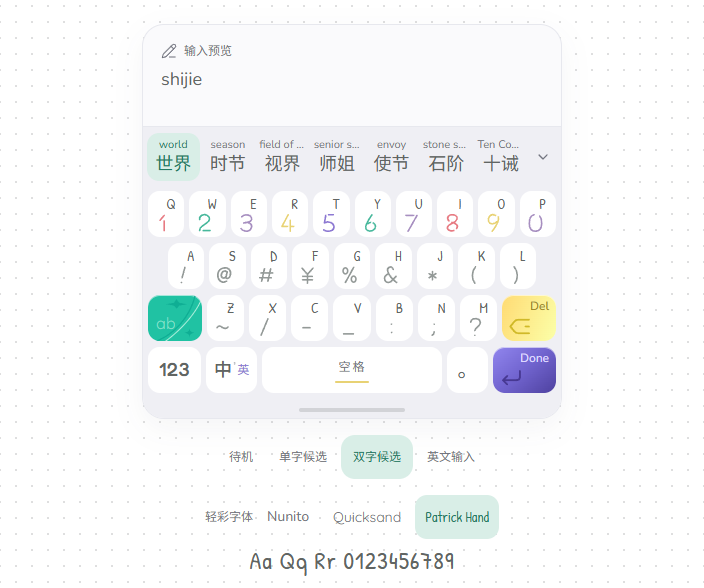 输入预览
shijie
world season field of ... senior s... envoy stone s... Ten Co...
世界 时节 视界 师姐 使节 石阶 十诫
Q W E R T Y U I O P
1 2 3 4 5 6 7 8 9 0
A S D F G H J K L
! @ # ¥ % & * ( )
ab Z X C V B N M Del
~ / - _ : ; ?
123 中 英 空格 。 Done
待机 单字候选 双字候选 英文输入
轻彩字体 Nunito Quicksand Patrick Hand
Aa Qq Rr 0123456789